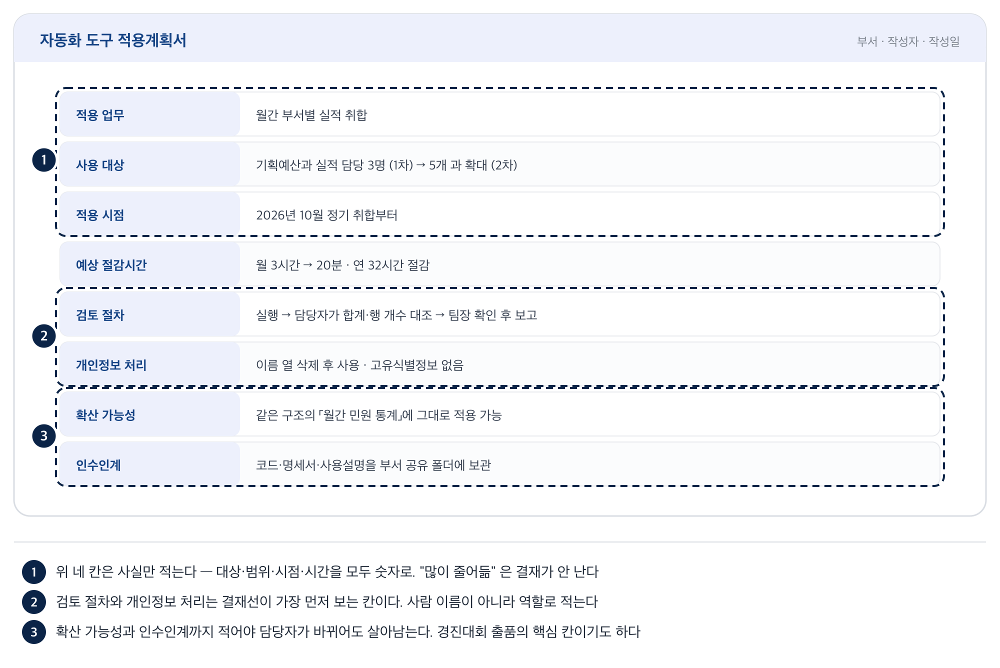 자동화 도구 적용계획서
부서 · 작성자 · 작성일
적용 업무
월간 부서별 실적 취합
1
사용 대상
기획예산과 실적 담당 3명 (1차) → 5개 과 확대 (2차)
적용 시점
2026년 10월 정기 취합부터
예상 절감시간
월 3시간 → 20분 · 연 32시간 절감
검토 절차
실행 → 담당자가 합계·행 개수 대조 → 팀장 확인 후 보고
2
개인정보 처리
이름 열 삭제 후 사용 · 고유식별정보 없음
확산 가능성
같은 구조의 「월간 민원 통계」에 그대로 적용 가능
3
인수인계
코드·명세서·사용설명을 부서 공유 폴더에 보관
1 위 네 칸은 사실만 적는다 — 대상·범위·시점·시간을 모두 숫자로. "많이 줄어듦" 은 결재가 안 난다
2 검토 절차와 개인정보 처리는 결재선이 가장 먼저 보는 칸이다. 사람 이름이 아니라 역할로 적는다
3 확산 가능성과 인수인계까지 적어야 담당자가 바뀌어도 살아남는다. 경진대회 출품의 핵심 칸이기도 하다